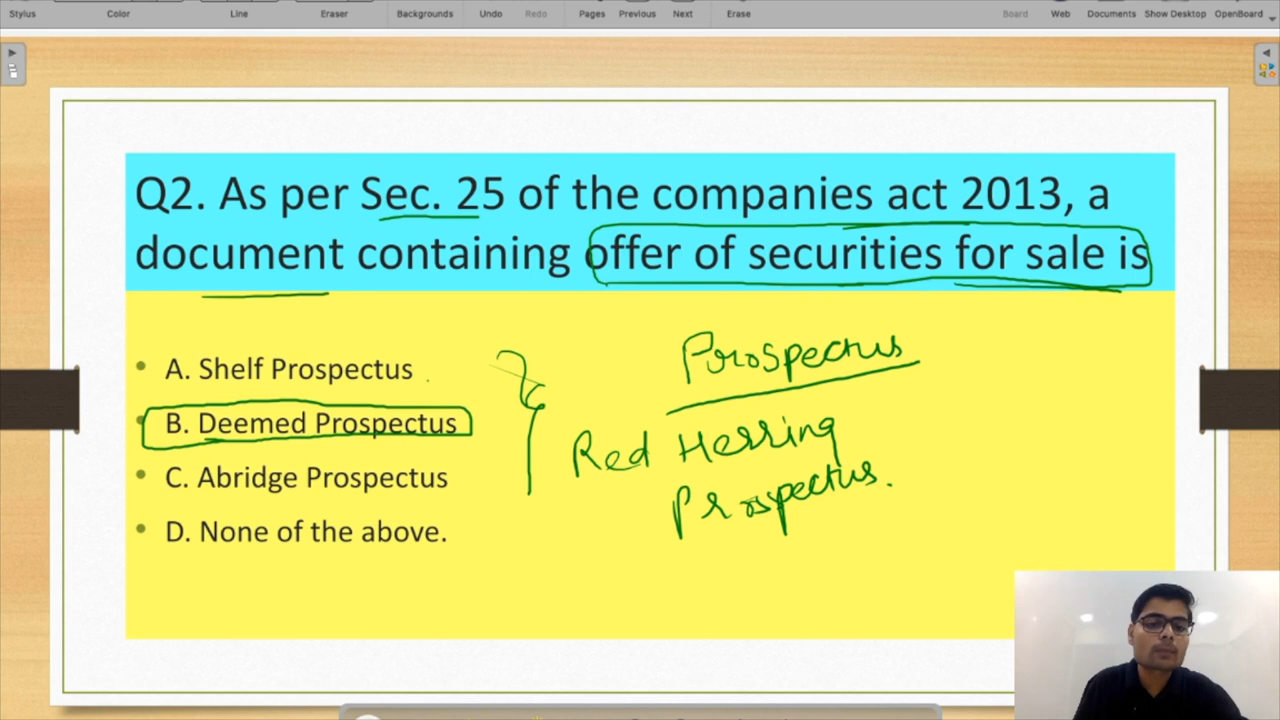 Stylus Color Line Eraser Backgrounds Undo Redo Pages Previous Next Erase Board Web Documents Show Desktop OpenBoard
Q2. As per Sec. 25 of the companies act 2013, a
document containing offer of securities for sale is
• A. Shelf Prospectus
• B. Deemed Prospectus
• C. Abridge Prospectus
• D. None of the above.
Prospectus
Red Herring
Prospectus.